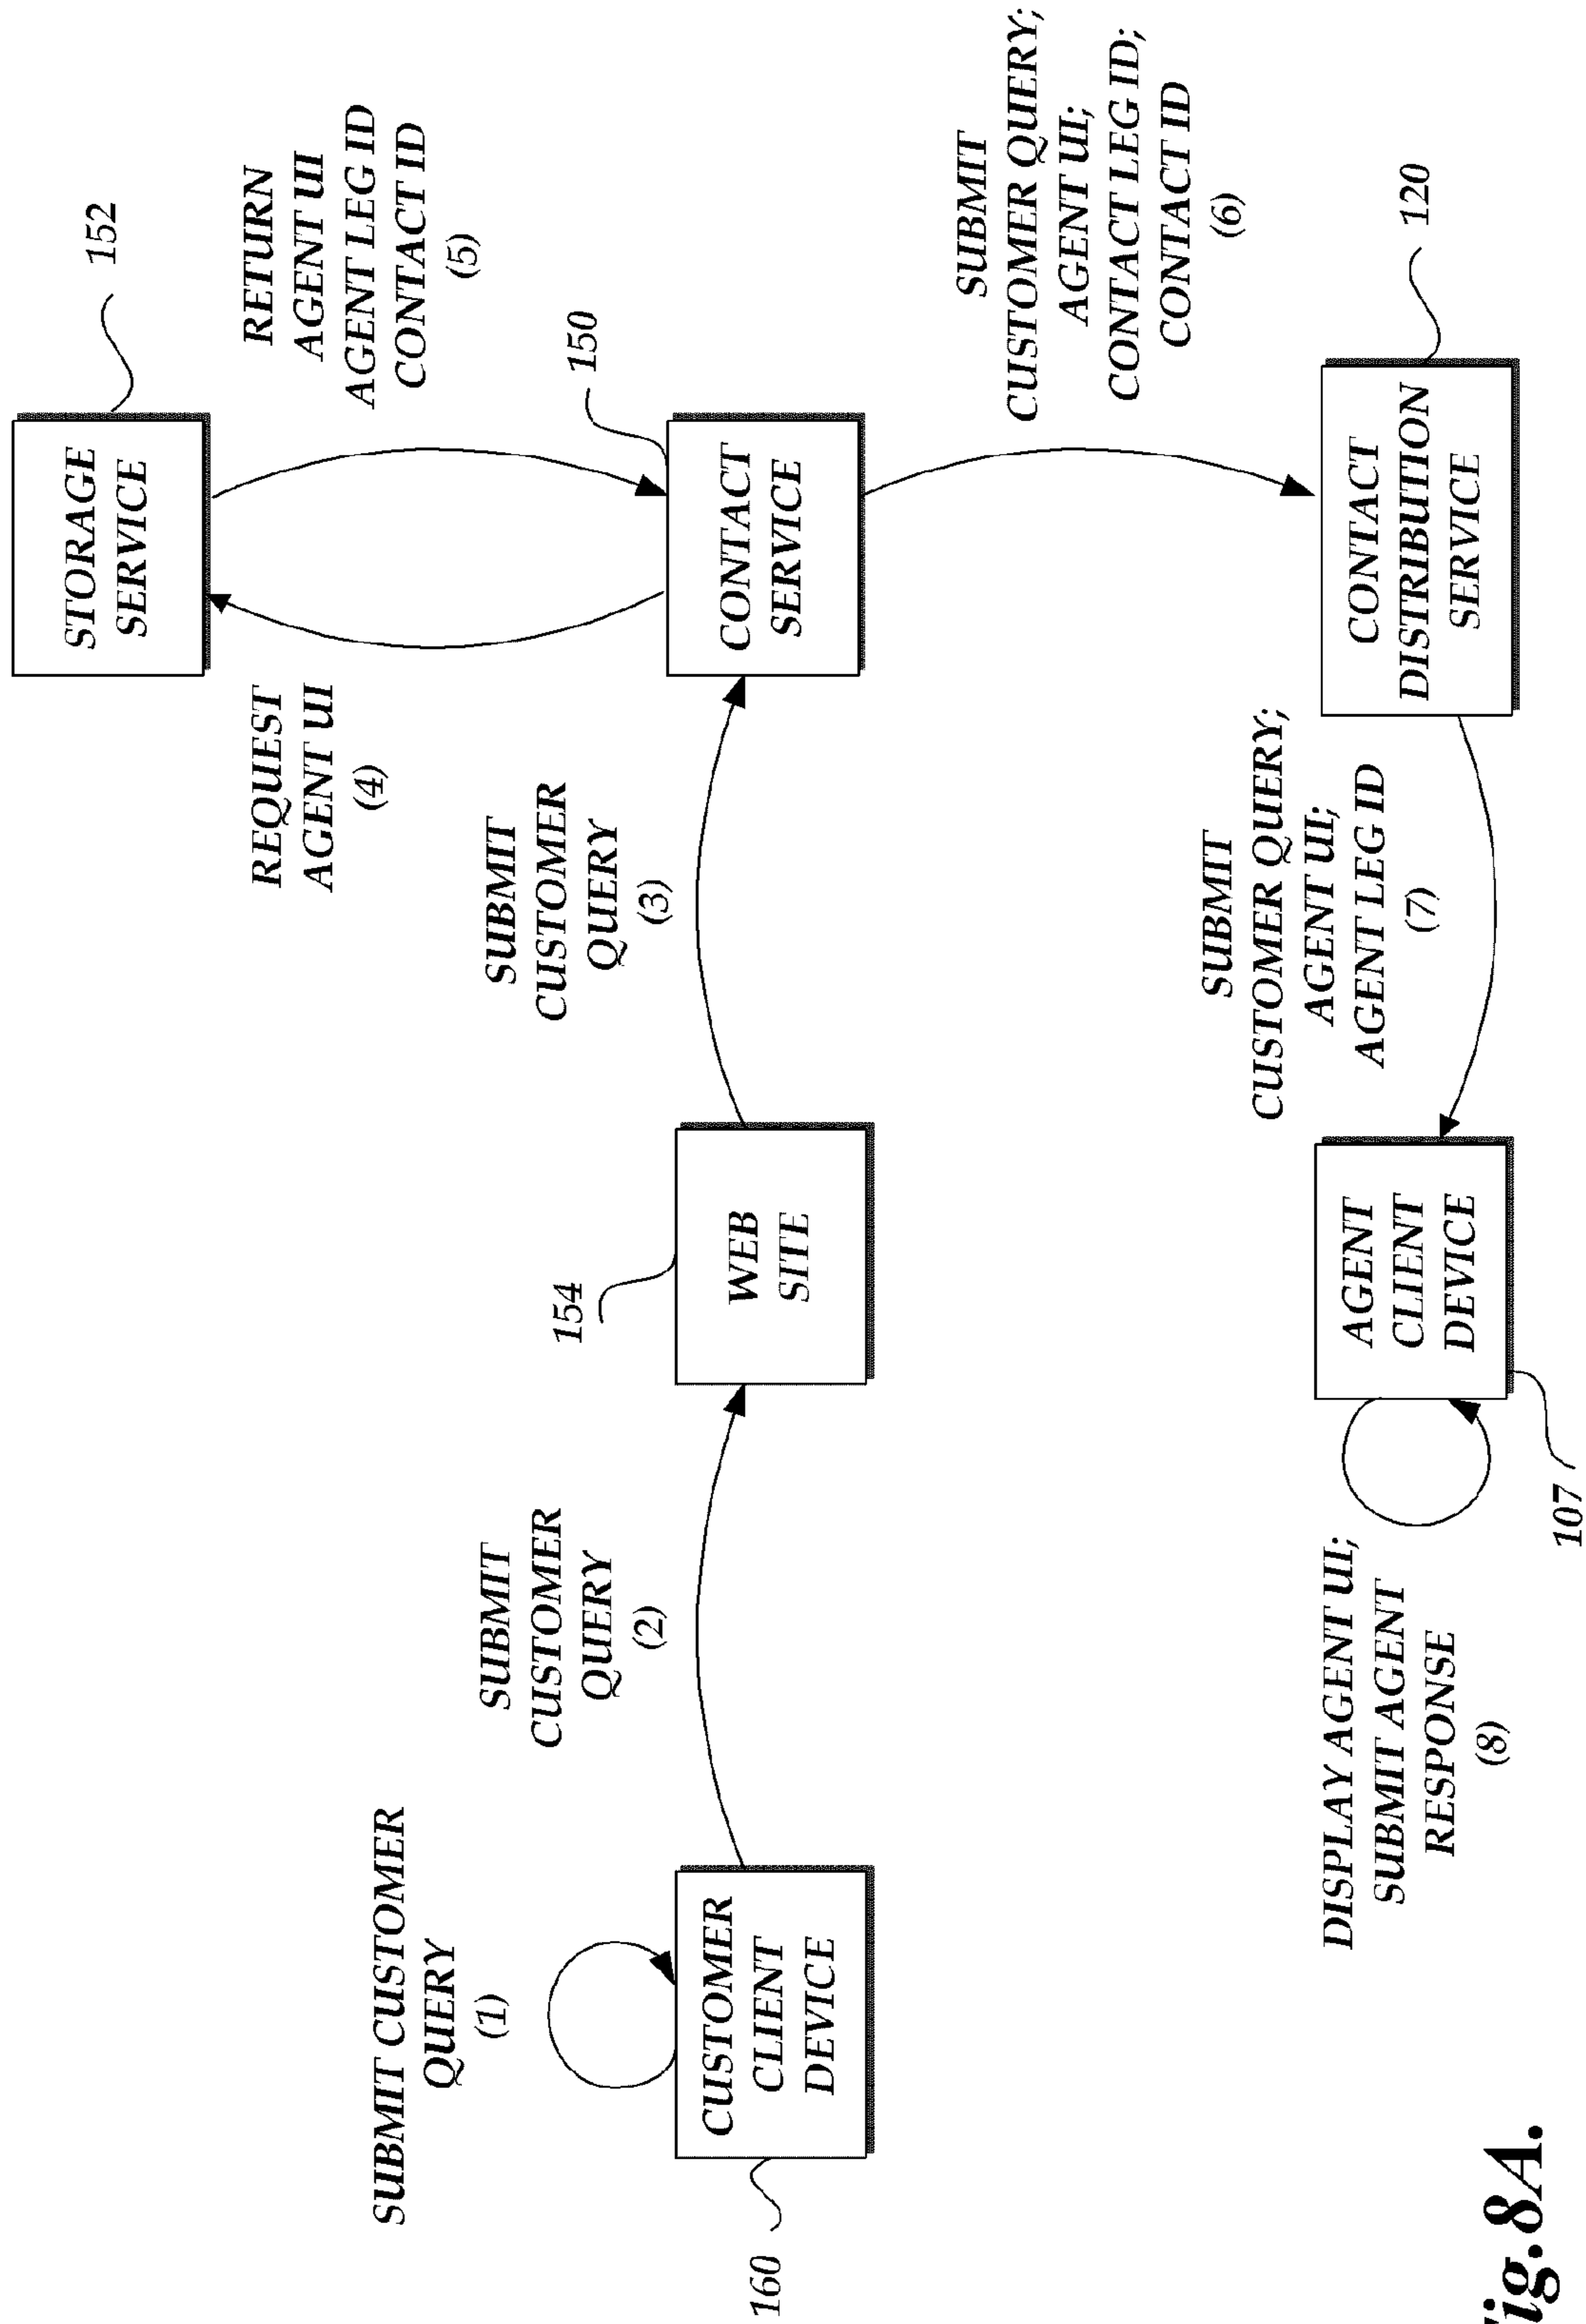 SUBMIT CUSTOMER
QUERY
(1)
160
CUSTOMER
CLIENT
DEVICE
SUBMIT
CUSTOMER
QUERY
(2)
154
WEB
SITE
SUBMIT
CUSTOMER
QUERY
(3)
REQUEST
AGENT UI
(4)
STORAGE
SERVICE
152
RETURN
AGENT UI
AGENT LEG ID
CONTACT ID
(5)
150
CONTACT
SERVICE
SUBMIT
CUSTOMER QUERY;
AGENT UI;
CONTACT LEG ID;
CONTACT ID
(6)
120
CONTACT
DISTRIBUTION
SERVICE
SUBMIT
CUSTOMER QUERY;
AGENT UI;
AGENT LEG ID
(7)
AGENT
CLIENT
DEVICE
107
DISPLAY AGENT UI;
SUBMIT AGENT
RESPONSE
(8)
ig.8A.